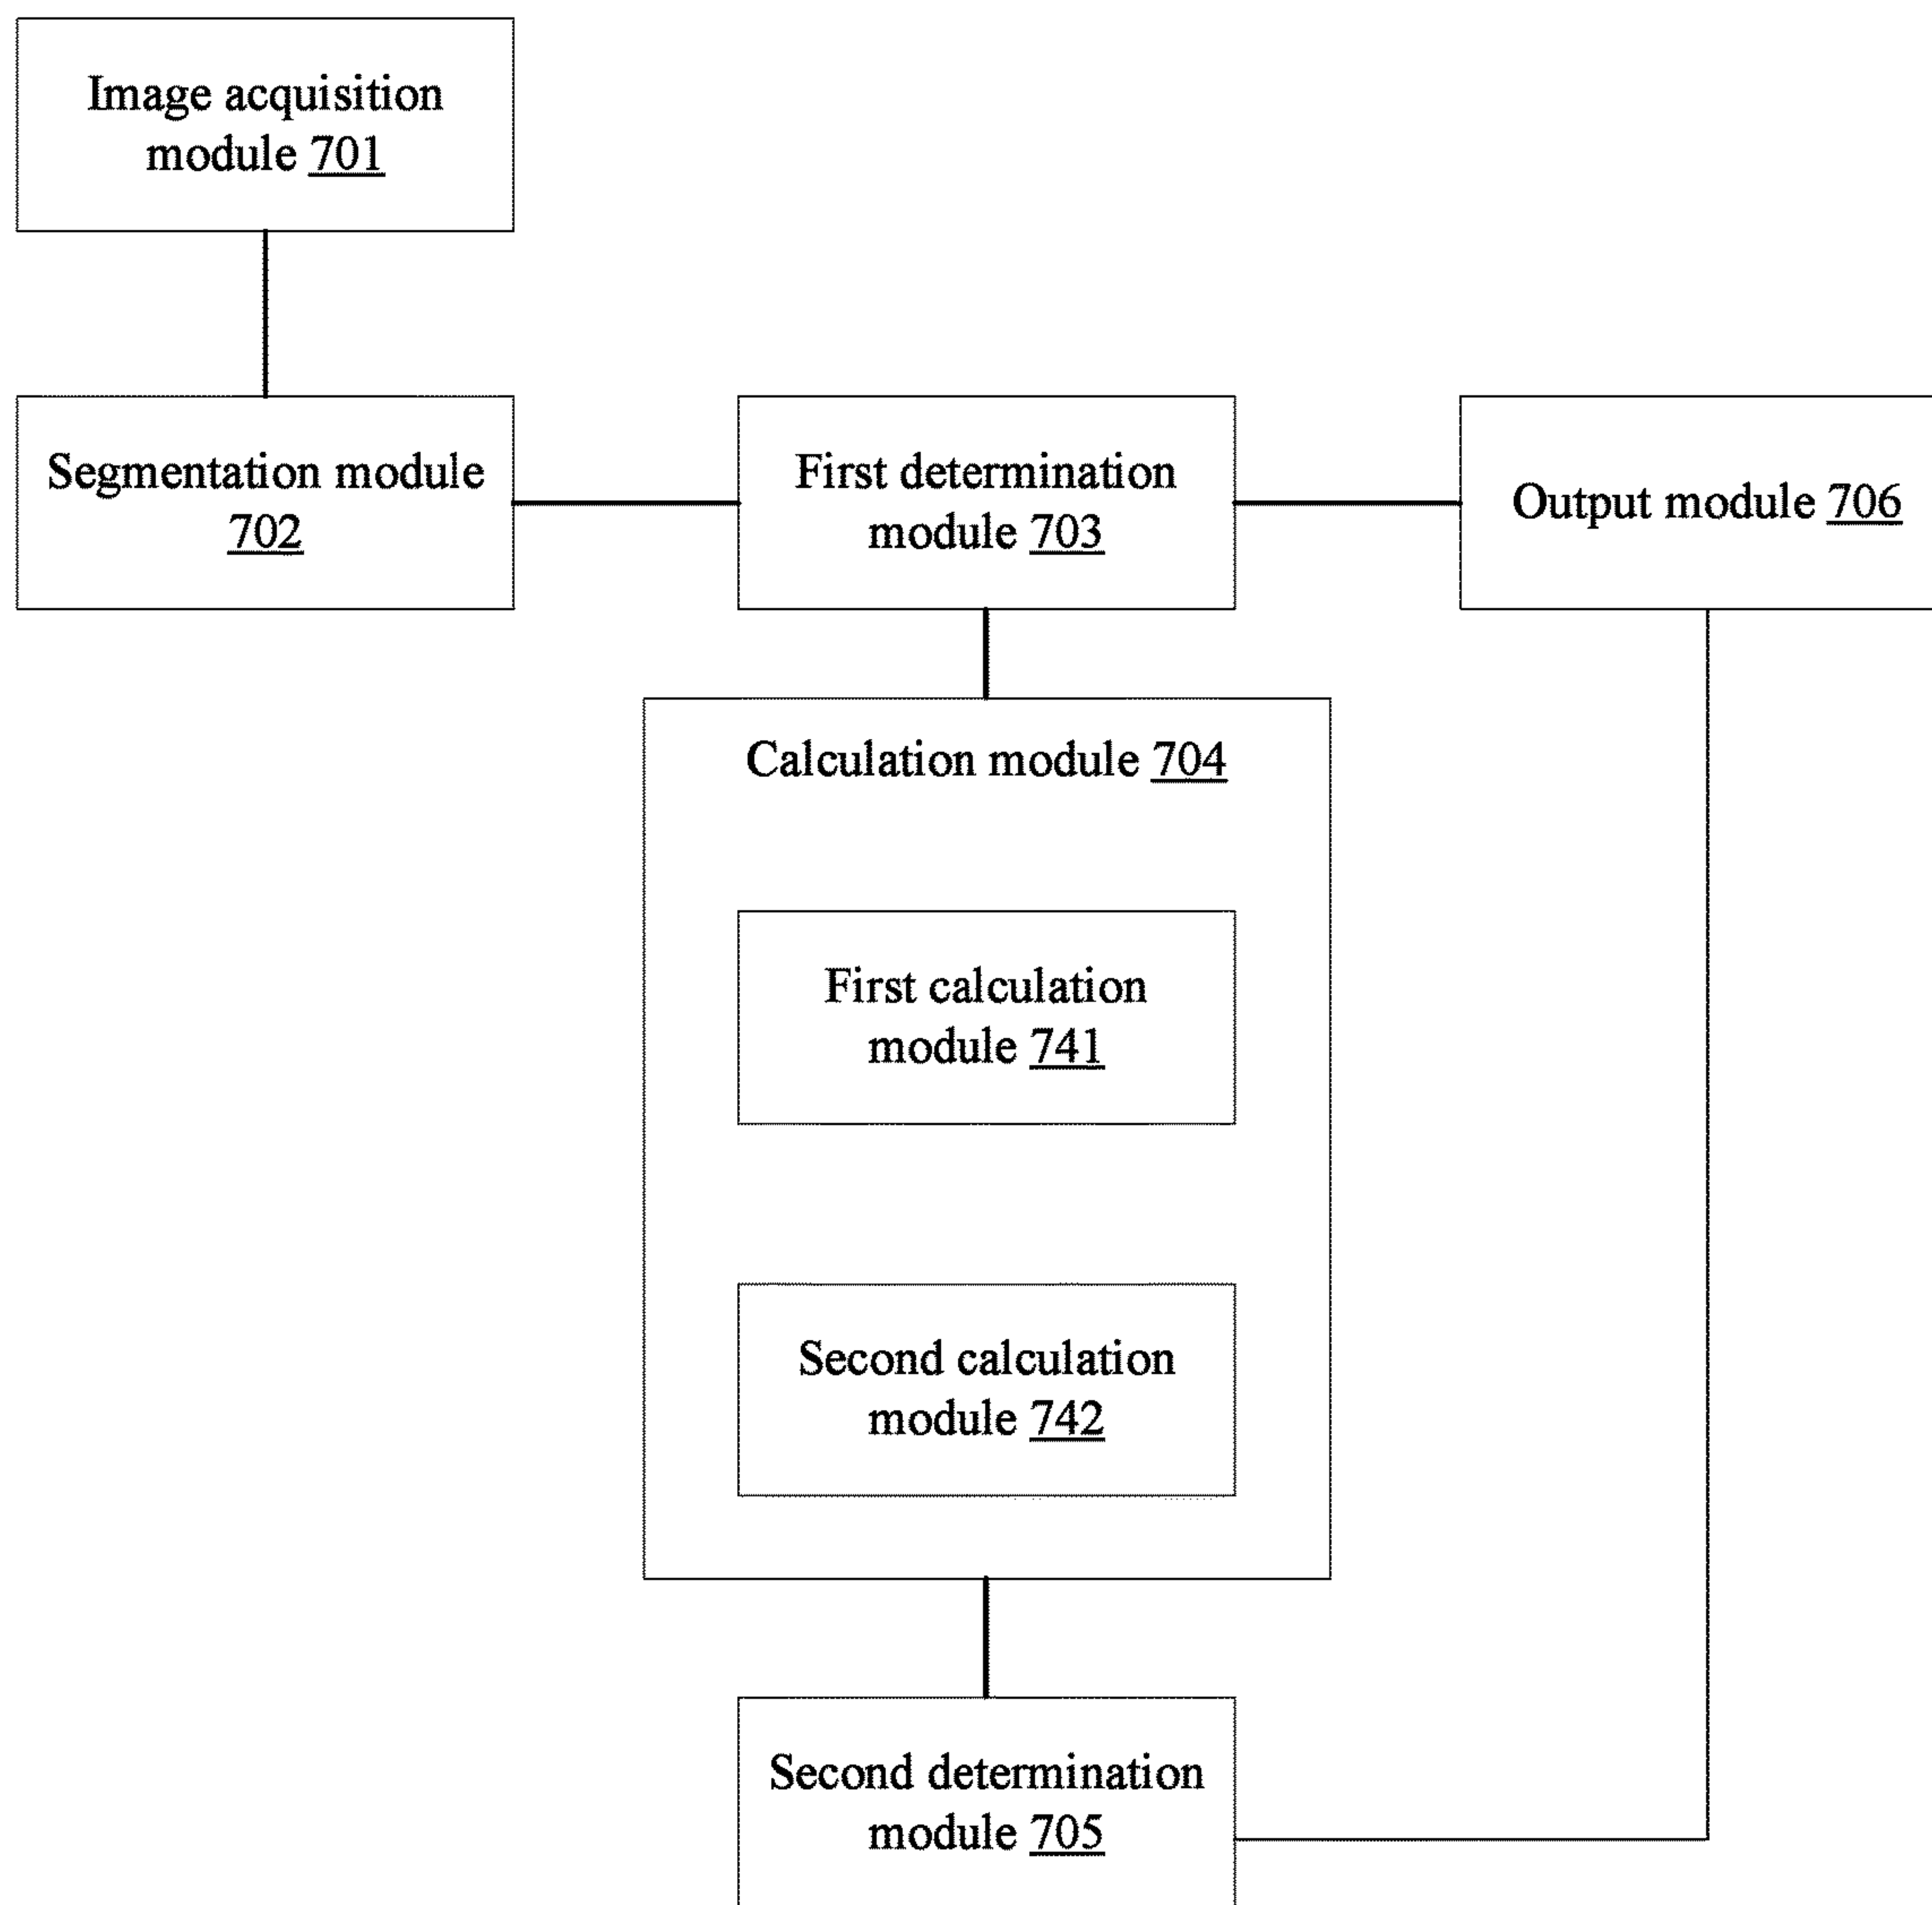 Image acquisition
module 701
Segmentation module
702
First determination
module 703
Output module 706
Calculation module 704
First calculation
module 741
Second calculation
module 742
Second determination
module 705